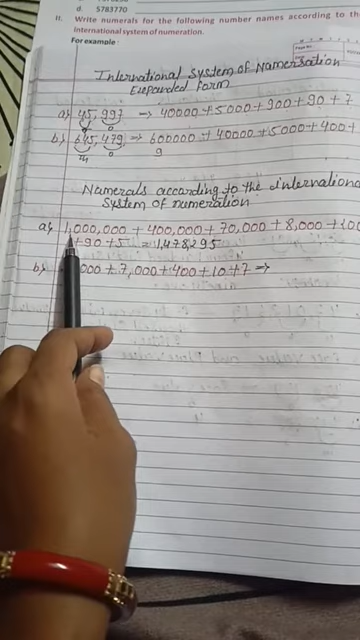 d. 5783770
II. Write numerals for the following number names according to the
international system of numeration.
For example:
International System of Numeration
Expanded form
a) 45,997 => 40000+5000+900+90+7
b) 645,479 => 600000 + 40000+5000+400+
TH O 9
Numerals according to the internationa
System of numeration.
a) 1,000,000 + 400,000 + 70,000 + 8,000 +
+90+5 = 1,478,295
b) 000 + 7,000+400+10+7 =>